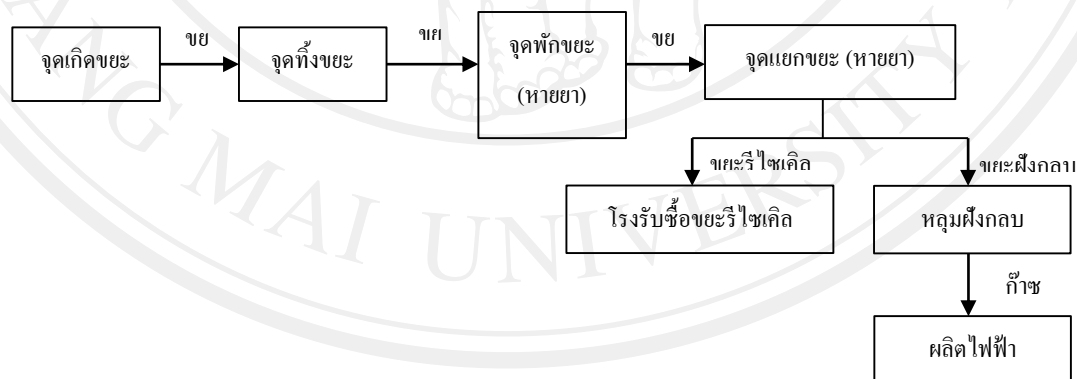 ขย
ขย
ขย
จุดเกิดขยะ
จุดทิ้งขยะ
จุดพักขยะ
(หายยา)
จุดแยกขยะ (หายยา)
ขยะรีไซเคิล
ขยะฝังกลบ
โรงรับซื้อขยะรีไซเคิล
หลุมฝังกลบ
ก๊าซ
ผลิตไฟฟ้า
ANG MAI UNIVERSITY